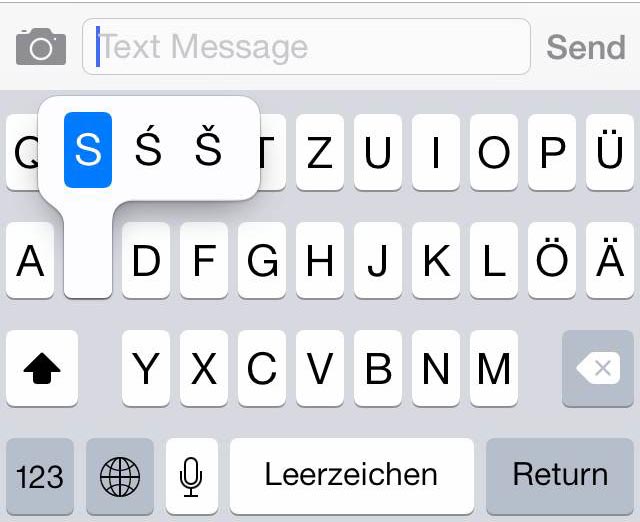 Text Message Send
S Ś Š
Q T Z U I O P Ü
A D F G H J K L Ö Ä
Y X C V B N M
123 Leerzeichen Return